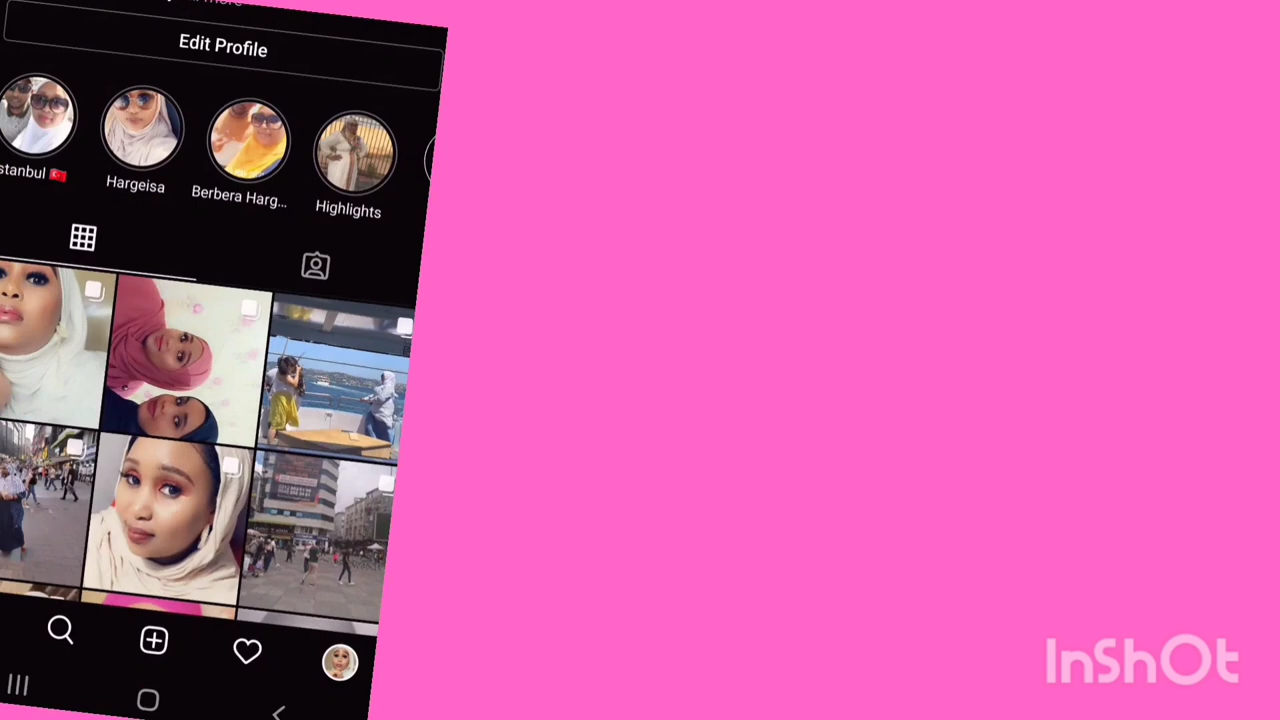 Edit Profile
stanbul 🇹🇷
Hargeisa
Berbera Harg...
Highlights
InShOt